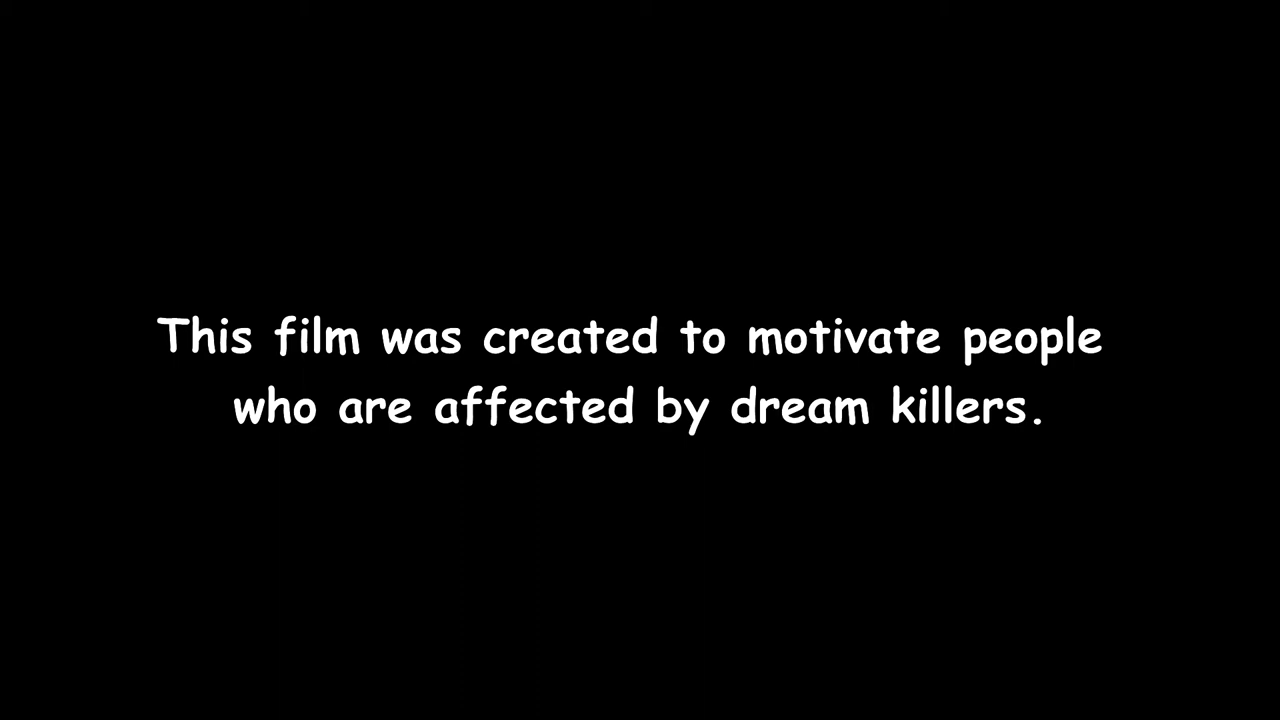 This film was created to motivate people
who are affected by dream killers.